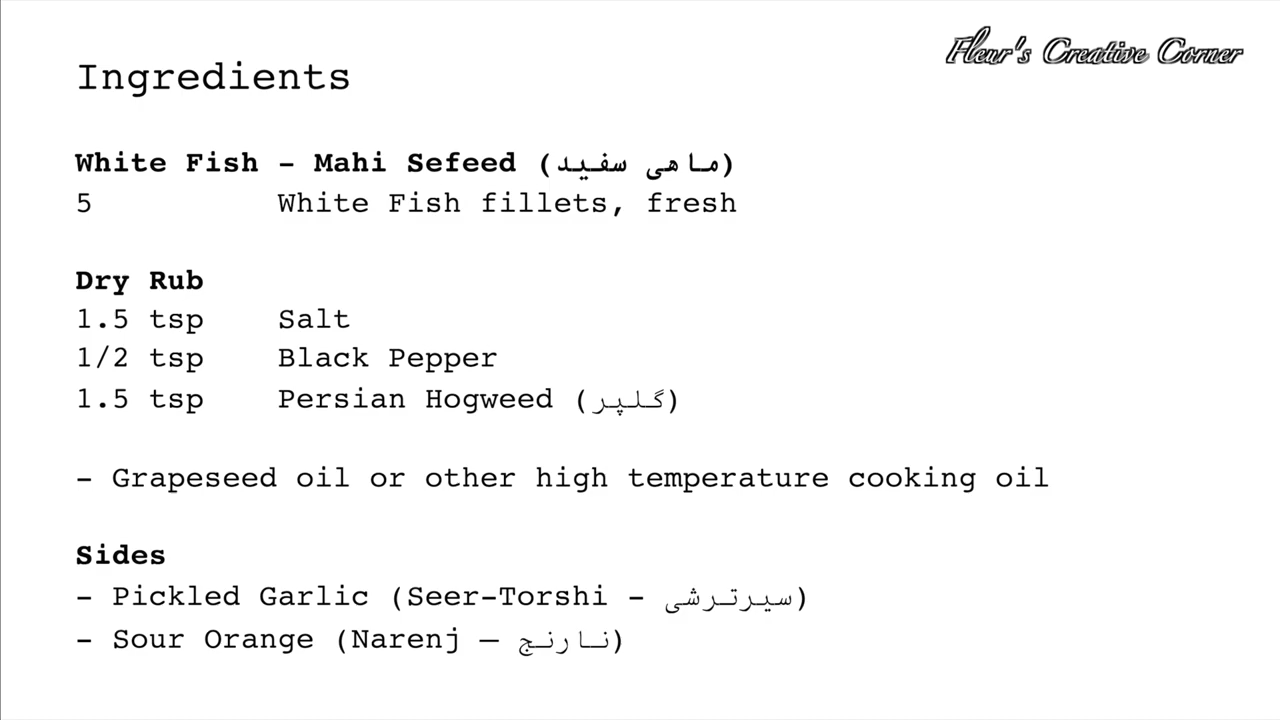 Fleur's Creative Corner
Ingredients
White Fish - Mahi Sefeed (ماهی سفید)
5 White Fish fillets, fresh
Dry Rub
1.5 tsp Salt
1/2 tsp Black Pepper
1.5 tsp Persian Hogweed (گلپر)
- Grapeseed oil or other high temperature cooking oil
Sides
- Pickled Garlic (Seer-Torshi - سیرترشی)
- Sour Orange (Narenj — نارنج)